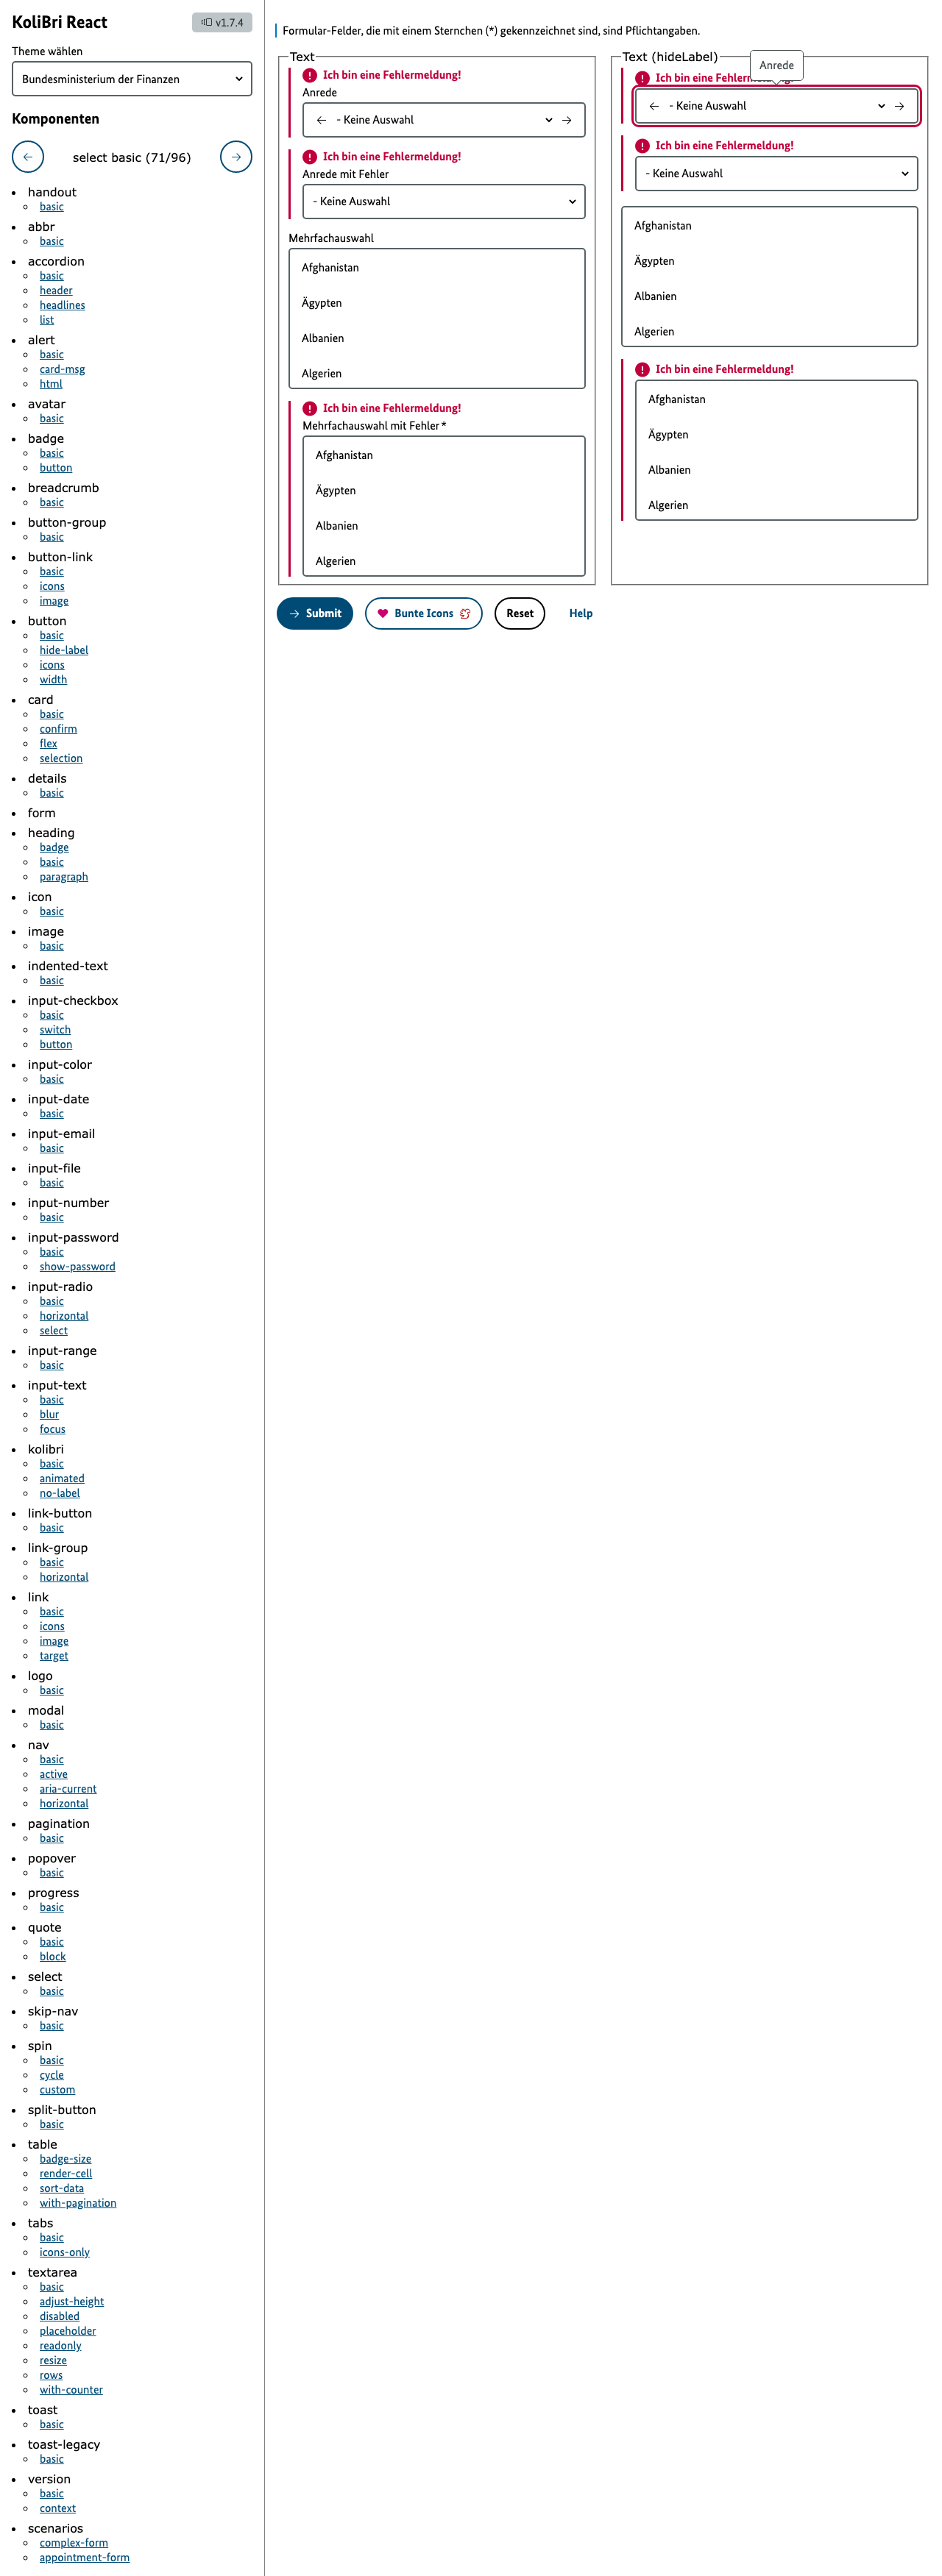 KoliBri React
v1.7.4
Theme wählen
Bundesministerium der Finanzen
Komponenten
select basic (71/96)
handout
basic
abbr
basic
accordion
basic
header
headlines
list
alert
basic
card-msg
html
avatar
basic
badge
basic
button
breadcrumb
basic
button-group
basic
button-link
basic
icons
image
button
basic
hide-label
icons
width
card
basic
confirm
flex
selection
details
basic
form
heading
badge
basic
paragraph
icon
basic
image
basic
indented-text
basic
input-checkbox
basic
switch
button
input-color
basic
input-date
basic
input-email
basic
input-file
basic
input-number
basic
input-password
basic
show-password
input-radio
basic
horizontal
select
input-range
basic
input-text
basic
blur
focus
kolibri
basic
animated
no-label
link-button
basic
link-group
basic
horizontal
link
basic
icons
image
target
logo
basic
modal
basic
nav
basic
active
aria-current
horizontal
pagination
basic
popover
basic
progress
basic
quote
basic
block
select
basic
skip-nav
basic
spin
basic
cycle
custom
split-button
basic
table
badge-size
render-cell
sort-data
with-pagination
tabs
basic
icons-only
textarea
basic
adjust-height
disabled
placeholder
readonly
resize
rows
with-counter
toast
basic
toast-legacy
basic
version
basic
context
scenarios
complex-form
appointment-form
Formular-Felder, die mit einem Sternchen (*) gekennzeichnet sind, sind Pflichtangaben.
Text
Ich bin eine Fehlermeldung!
Anrede
- Keine Auswahl
Ich bin eine Fehlermeldung!
Anrede mit Fehler
- Keine Auswahl
Mehrfachauswahl
Afghanistan
Ägypten
Albanien
Algerien
Ich bin eine Fehlermeldung!
Mehrfachauswahl mit Fehler *
Afghanistan
Ägypten
Albanien
Algerien
Text (hideLabel)
Anrede
Ich bin eine Fehlermeldung!
- Keine Auswahl
Ich bin eine Fehlermeldung!
- Keine Auswahl
Afghanistan
Ägypten
Albanien
Algerien
Ich bin eine Fehlermeldung!
Afghanistan
Ägypten
Albanien
Algerien
Submit
Bunte Icons
Reset
Help